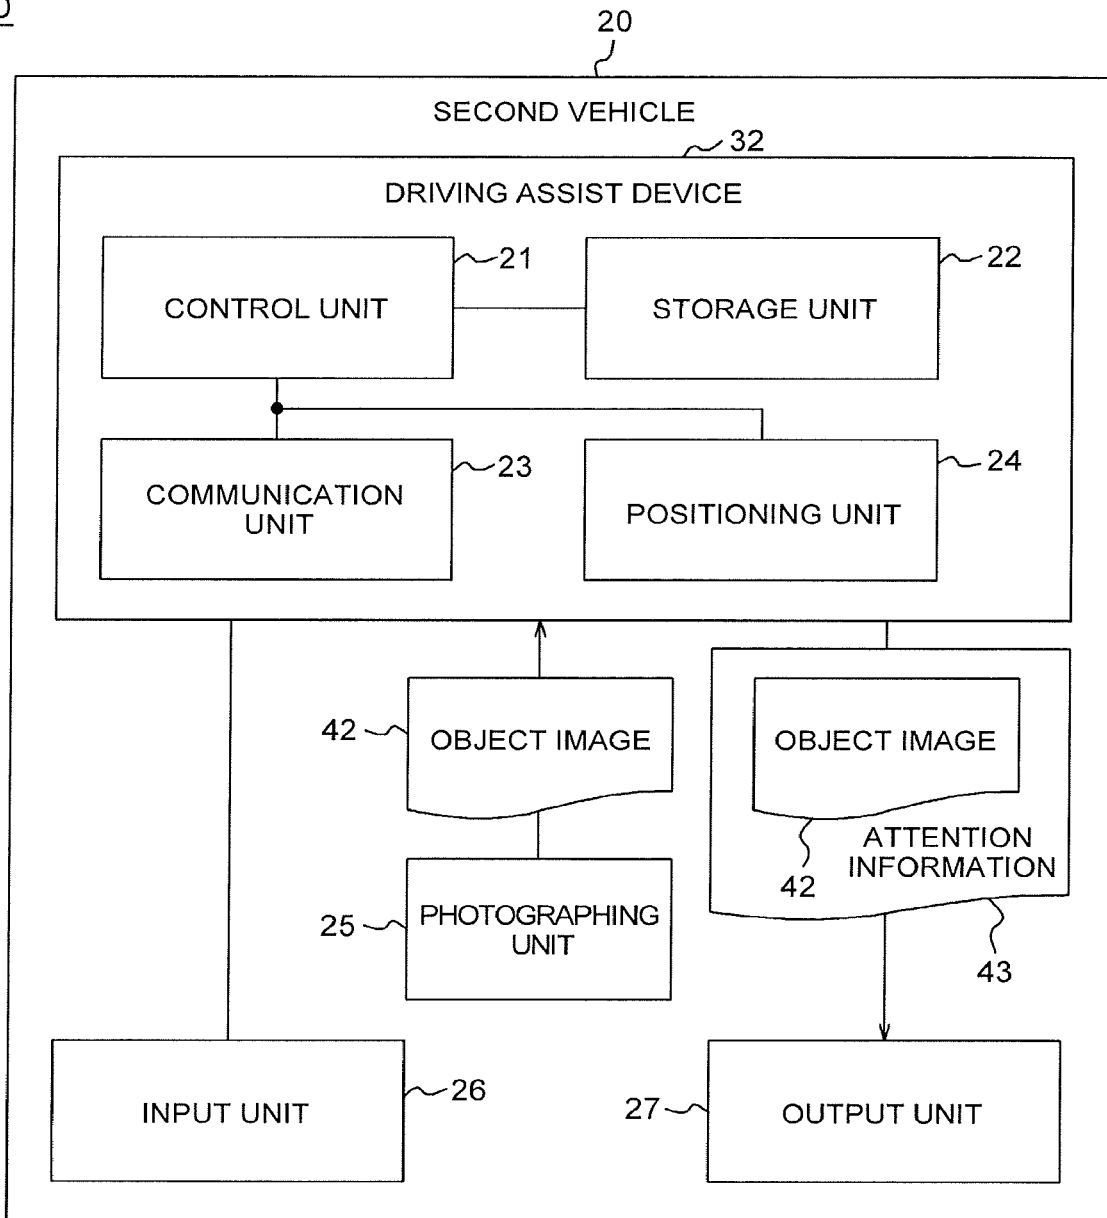 20
SECOND VEHICLE
32
DRIVING ASSIST DEVICE
21
22
CONTROL UNIT
STORAGE UNIT
23
24
COMMUNICATION
UNIT
POSITIONING UNIT
42
OBJECT IMAGE
OBJECT IMAGE
ATTENTION
INFORMATION
42
25
PHOTOGRAPHING
UNIT
43
26
INPUT UNIT
27
OUTPUT UNIT